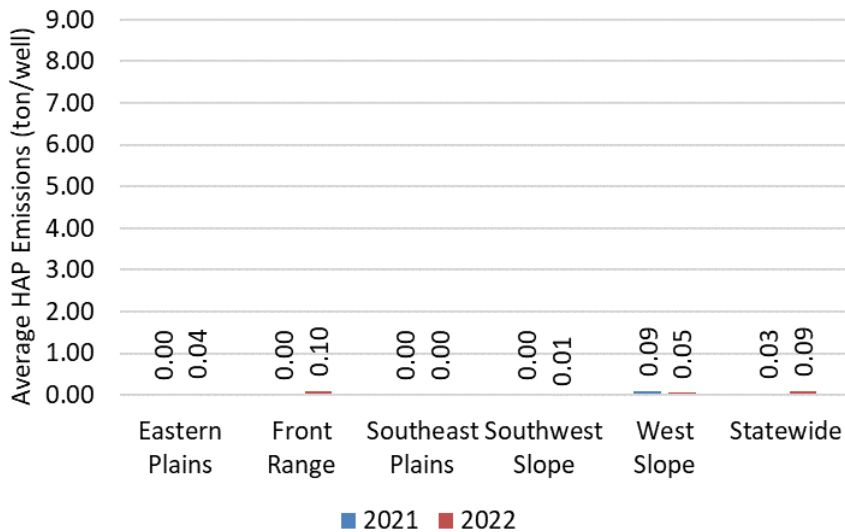 Average HAP Emissions (ton/well)
9.00
8.00
7.00
6.00
5.00
4.00
3.00
2.00
1.00
0.00
0.00 0.04 0.00 0.10 0.00 0.00 0.00 0.01 0.09 0.05 0.03 0.09
Eastern Front Southeast Southwest West Statewide
Plains Range Plains Slope Slope
2021 2022